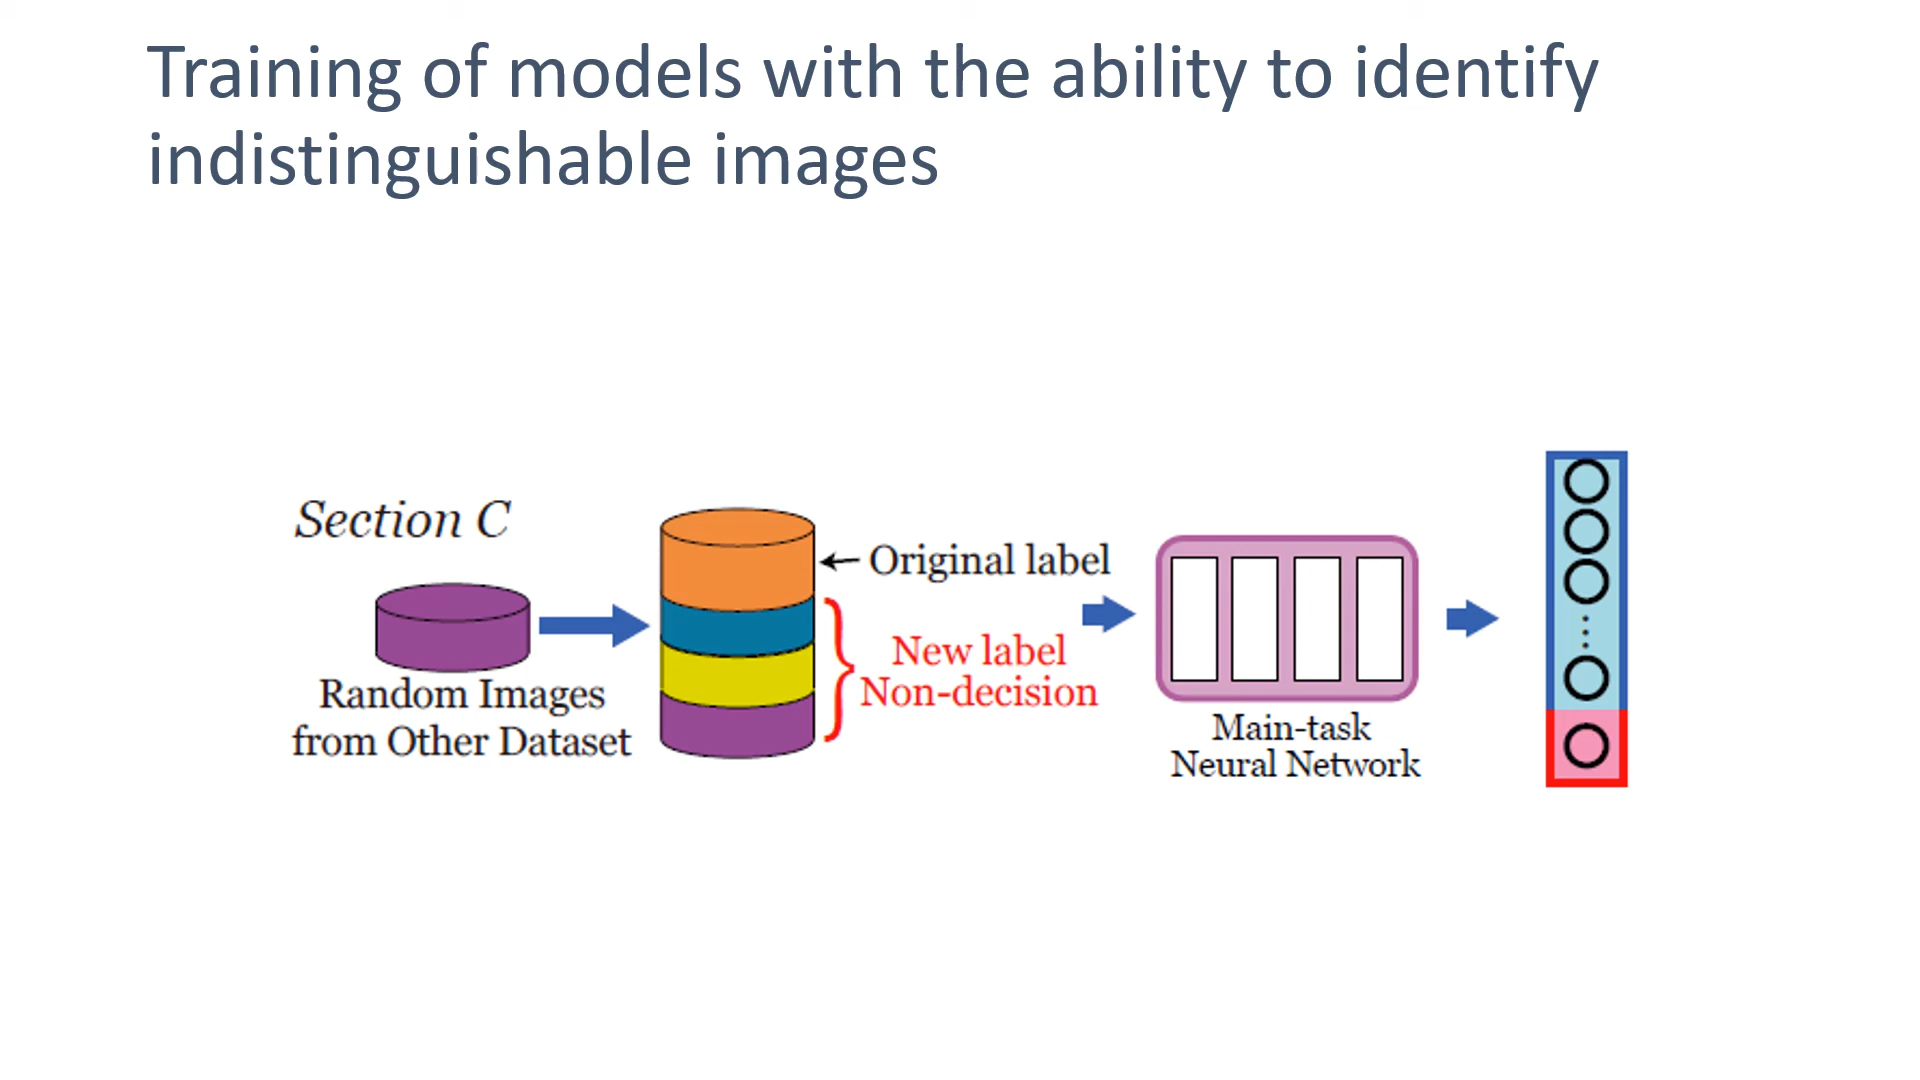 Training of models with the ability to identify
indistinguishable images
Section C
Random Images
from Other Dataset
Original label
New label
Non-decision
Main-task
Neural Network